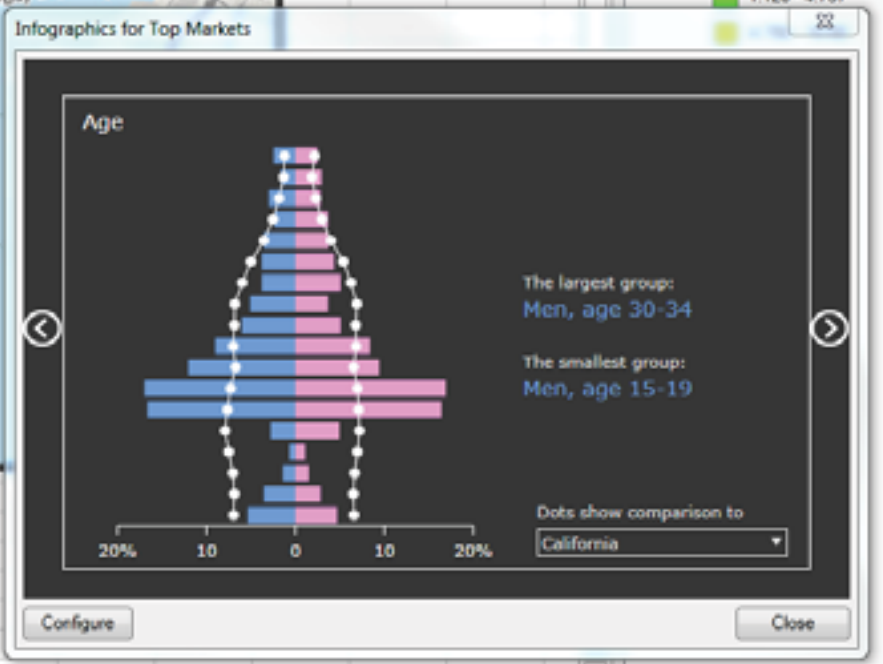 Infographics for Top Markets
Age
The largest group:
Men, age 30-34
The smallest group:
Men, age 15-19
Dots show comparison to
California
20% 10 0 10 20%
Configure
Close